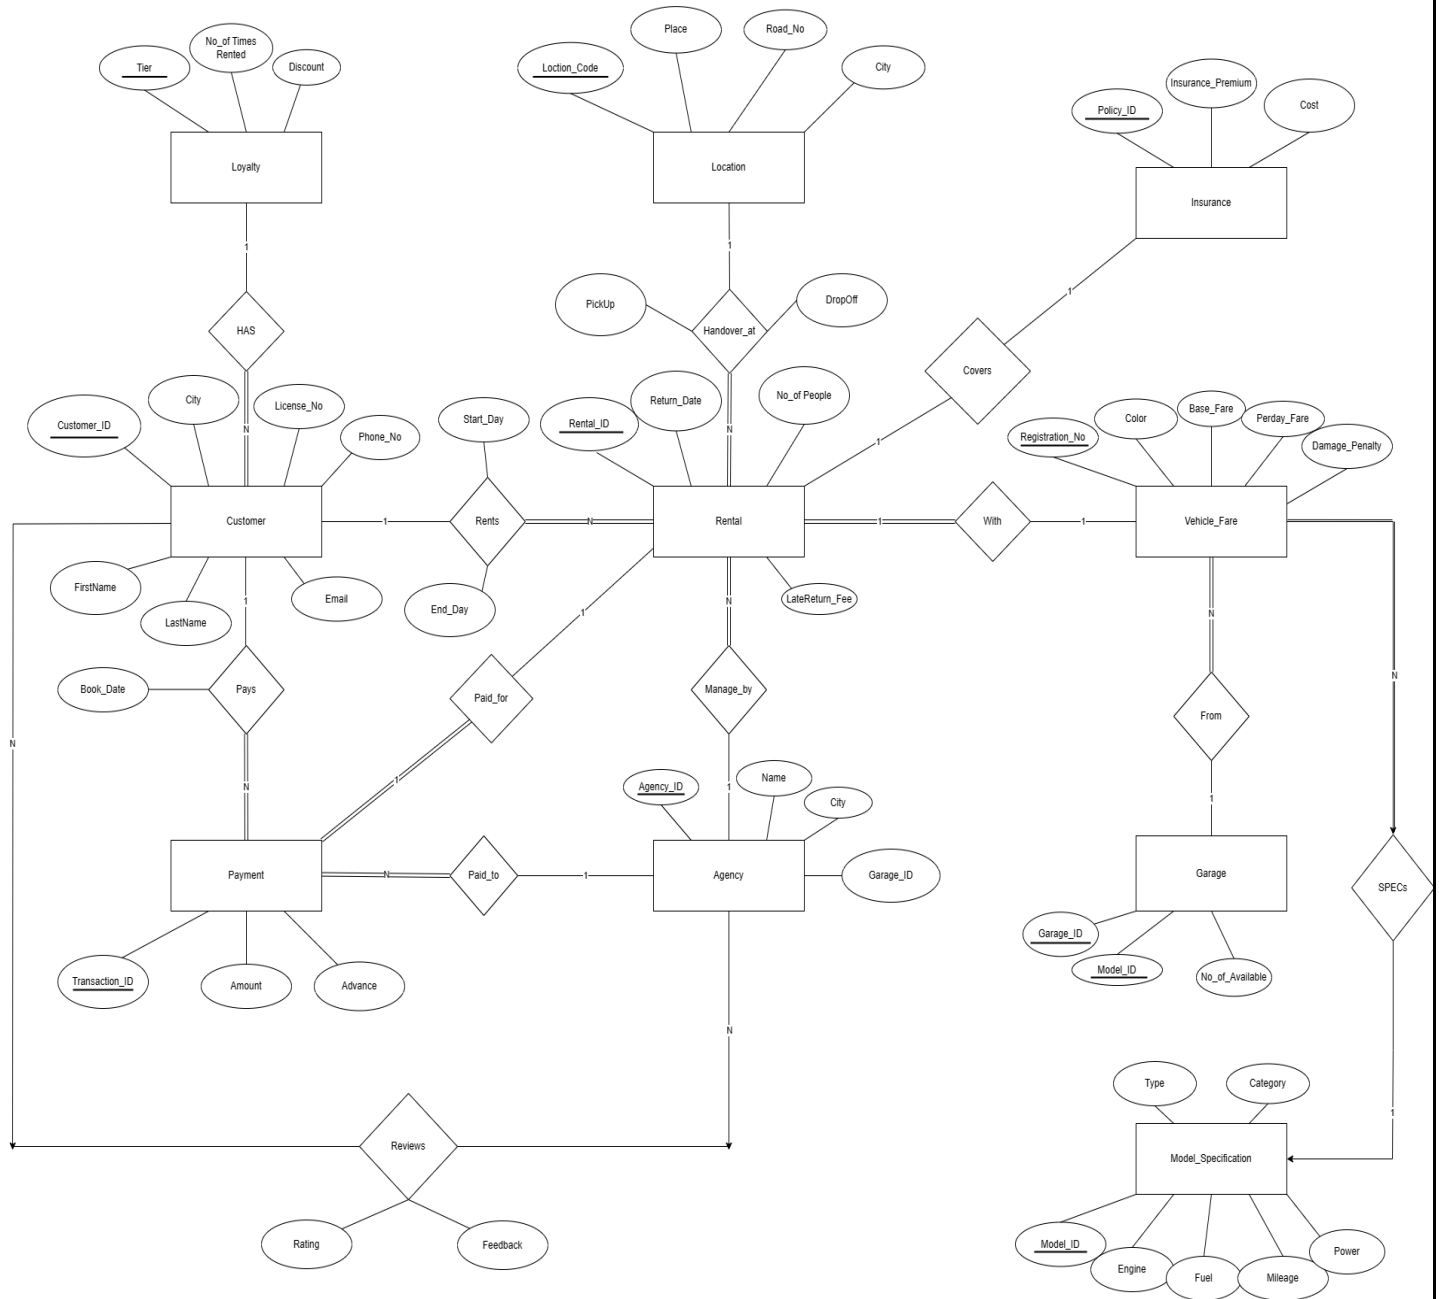 No_of Times
Rented
Tier
Discount
Loyalty
1
HAS
N
Place
Road_No
Loction_Code
City
Location
1
PickUp
DropOff
Handover_at
N
Insurance_Premium
Policy_ID
Cost
Insurance
1
Covers
1
City
License_No
Customer_ID
Phone_No
Customer
FirstName
LastName
Email
1
Start_Day
Rents
End_Day
N
Return_Date
No_of People
Rental_ID
Rental
LateReturn_Fee
1
With
1
Base_Fare
Color
Perday_Fare
Registration_No
Damage_Penalty
Vehicle_Fare
1
Book_Date
Pays
N
1
Paid_for
1
N
Manage_by
1
N
From
1
N
SPECs
1
N
Payment
Transaction_ID
Amount
Advance
N
Paid_to
1
Name
Agency_ID
City
Agency
Garage_ID
Garage
Garage_ID
Model_ID
No_of_Available
N
Reviews
Rating
Feedback
Type
Category
Model_Specification
Model_ID
Engine
Fuel
Mileage
Power